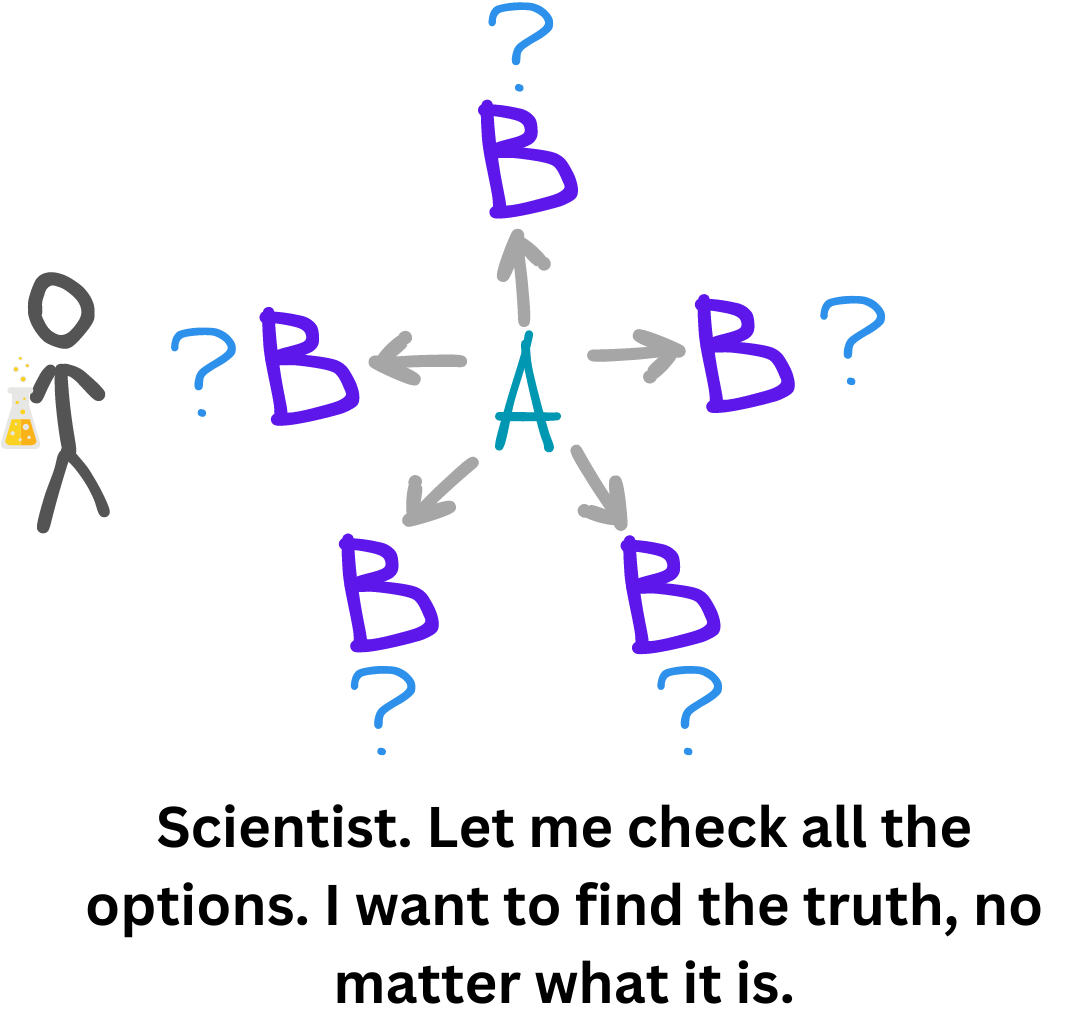 ?
B
? B A B ?
B B
? ?
Scientist. Let me check all the
options. I want to find the truth, no
matter what it is.